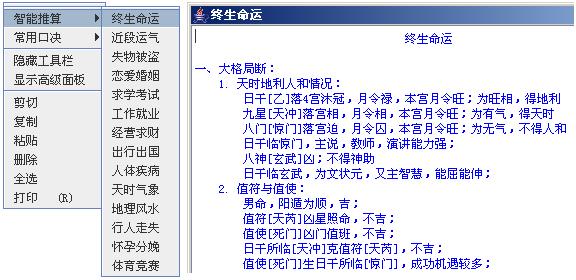 智能推算
常用口决
隐藏工具栏
显示高级面板
剪切
复制
粘贴
删除
全选
打印 (R)
终生命运
近段运气
失物被盗
恋爱婚姻
求学考试
工作就业
经营求财
出行出国
人体疾病
天时气象
地理风水
行人走失
怀孕分娩
体育竞赛
终生命运
终生命运
一、大格局断：
1. 天时地利人和情况：
日干[乙]落4宫沐冠，月令禄，本宫月令旺；为旺相，得地利
九星[天冲]落宫相，月令相，本宫月令旺；为有气，得天时
八门[惊门]落宫迫，月令囚，本宫月令旺；为无气，不得人和
日干临惊门，主说，教师，演讲能力强；
八神[玄武]凶；不得神助
日干临玄武，为文状元，又主智慧，能屈能伸；
2. 值符与值使：
男命，阳遁为顺，吉；
值符[天芮]凶星照命，不吉；
值使[死门]凶门值班，不吉；
日干所临[天冲]克值符[天芮]，不吉；
值使[死门]生日干所临[惊门]，成功机遇较多；